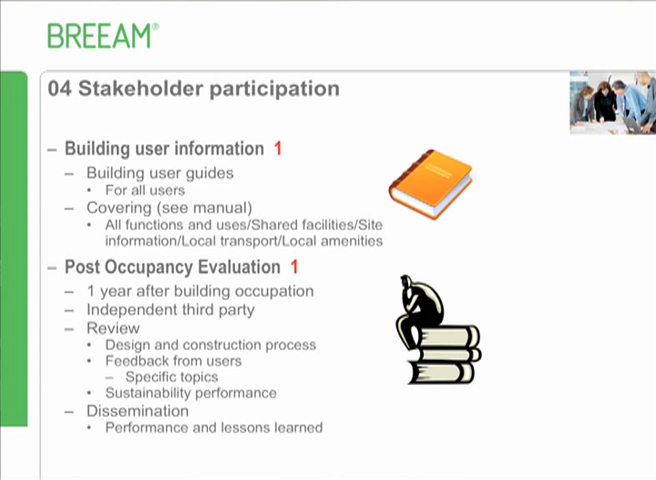 BREEAM®
04 Stakeholder participation
– Building user information 1
– Building user guides
• For all users
– Covering (see manual)
• All functions and uses/Shared facilities/Site
information/Local transport/Local amenities
– Post Occupancy Evaluation 1
– 1 year after building occupation
– Independent third party
– Review
• Design and construction process
• Feedback from users
– Specific topics
• Sustainability performance
– Dissemination
• Performance and lessons learned